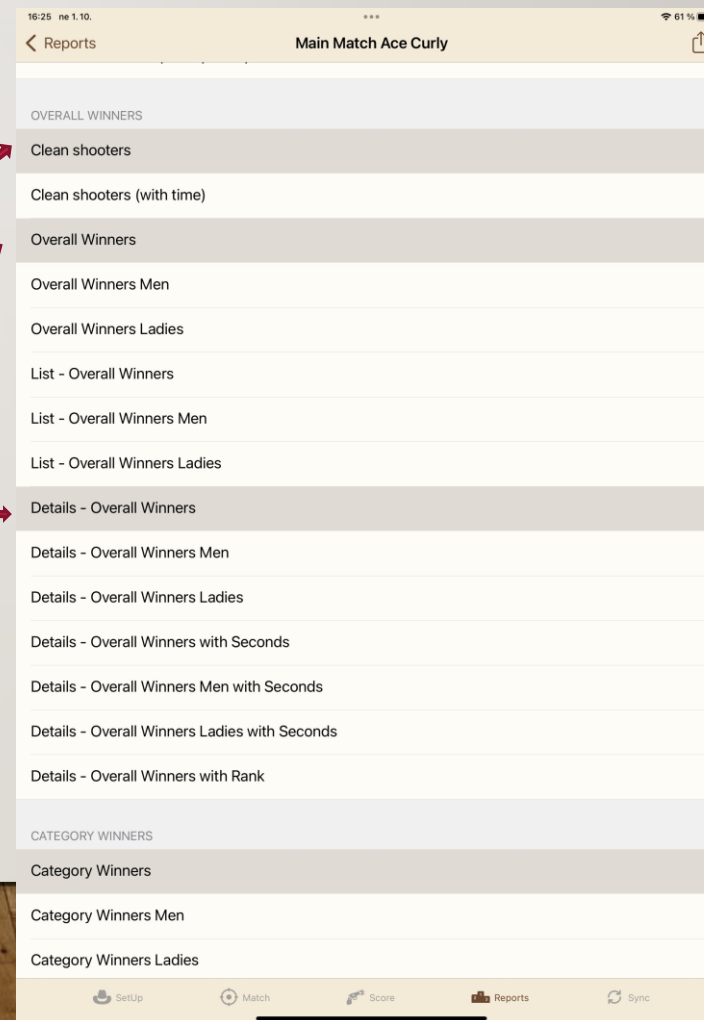 16:25 ne 1. 10.
61 %
Reports
Main Match Ace Curly
OVERALL WINNERS
Clean shooters
Clean shooters (with time)
Overall Winners
Overall Winners Men
Overall Winners Ladies
List - Overall Winners
List - Overall Winners Men
List - Overall Winners Ladies
Details - Overall Winners
Details - Overall Winners Men
Details - Overall Winners Ladies
Details - Overall Winners with Seconds
Details - Overall Winners Men with Seconds
Details - Overall Winners Ladies with Seconds
Details - Overall Winners with Rank
CATEGORY WINNERS
Category Winners
Category Winners Men
Category Winners Ladies
SetUp Match Score Reports Sync